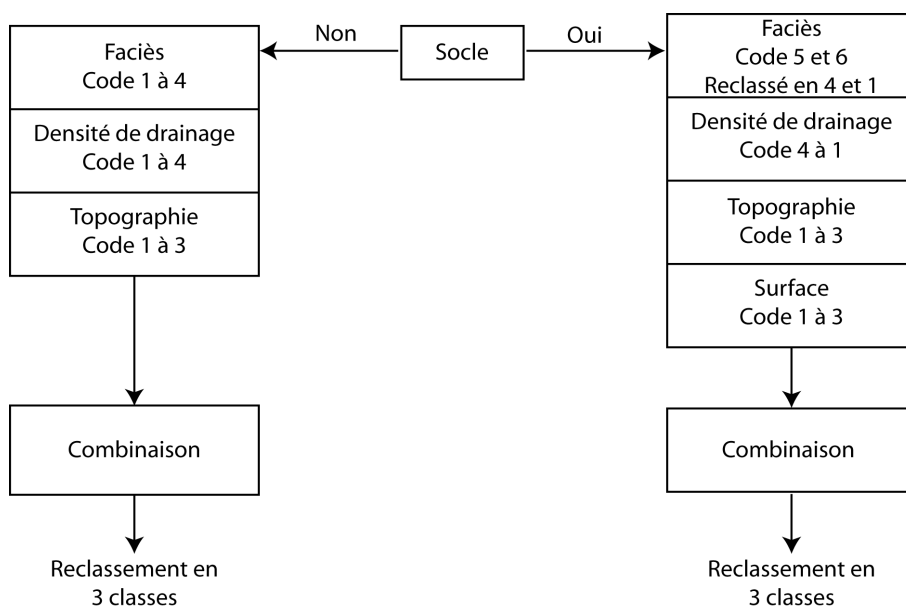 Socle
Non
Oui
Faciès
Code 1 à 4
Densité de drainage
Code 1 à 4
Topographie
Code 1 à 3
Combinaison
Reclassement en
3 classes
Faciès
Code 5 et 6
Reclassé en 4 et 1
Densité de drainage
Code 4 à 1
Topographie
Code 1 à 3
Surface
Code 1 à 3
Combinaison
Reclassement en
3 classes